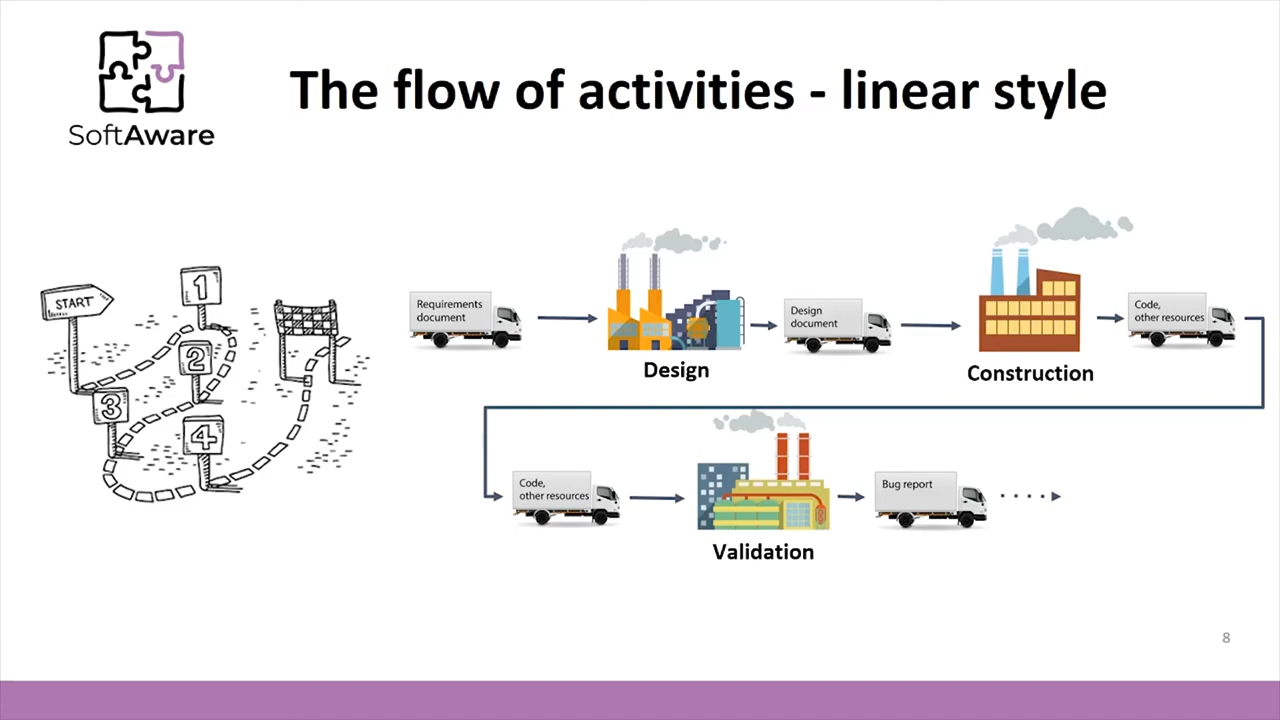 SoftAware
The flow of activities - linear style
START
1
2
3
4
Requirements
document
Design
Design
document
Construction
Code,
other resources
Code,
other resources
Validation
Bug report
8